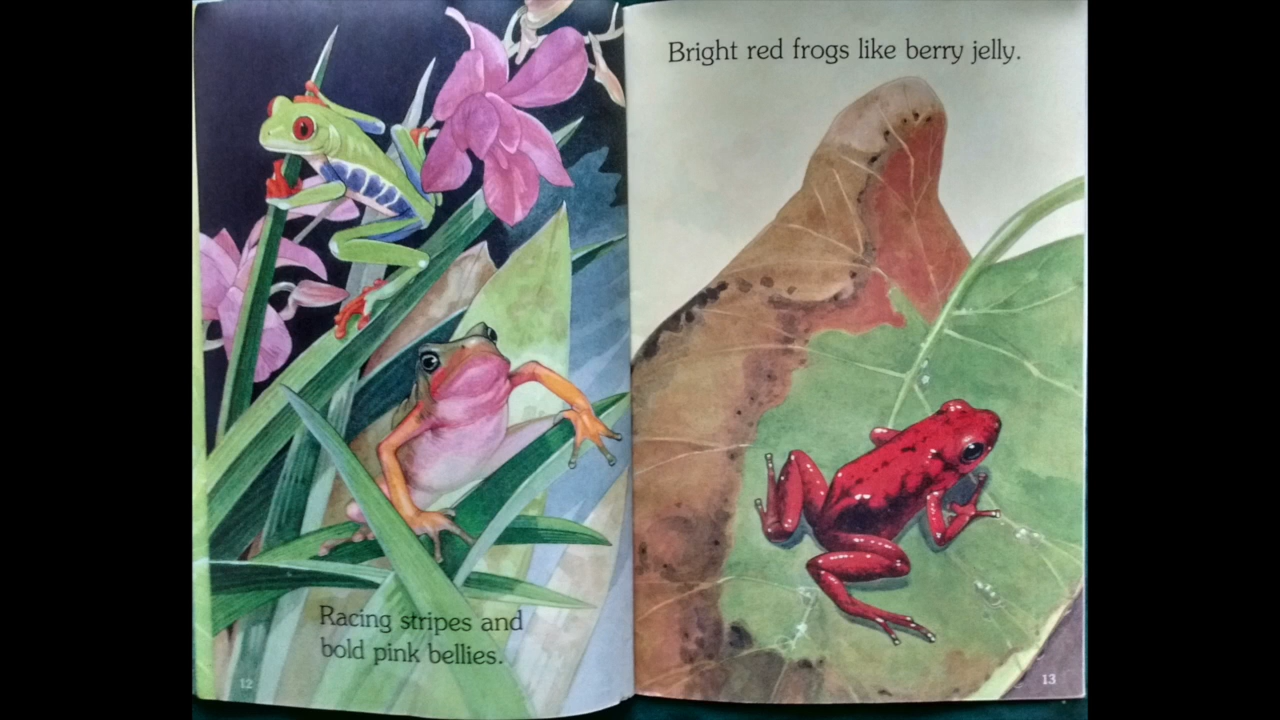 Racing stripes and
bold pink bellies.
12
Bright red frogs like berry jelly.
13